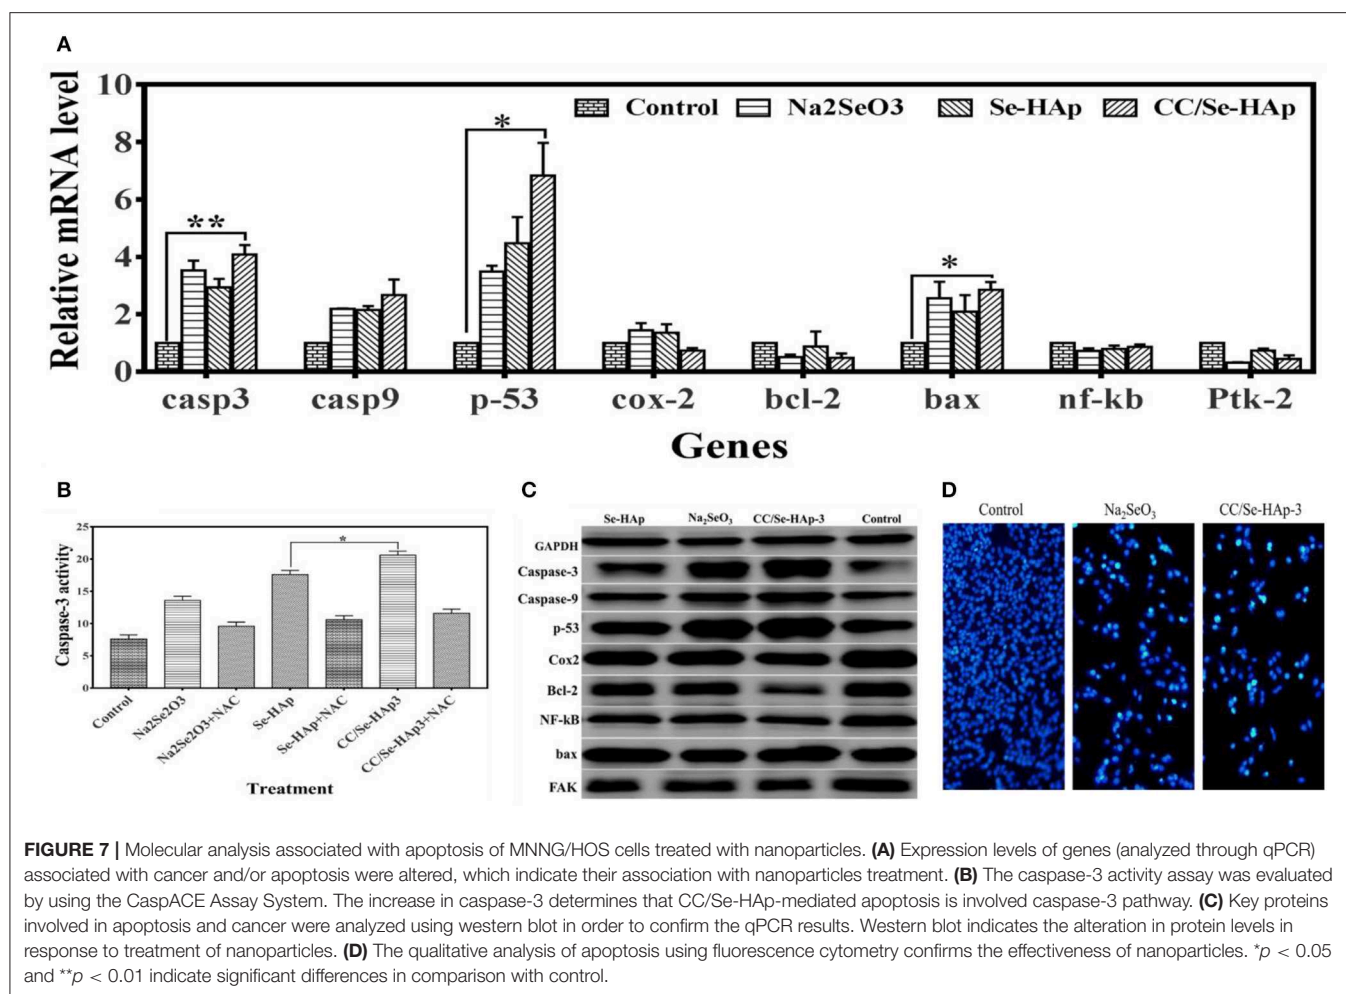 A
Relative mRNA level
10
8
6
4
2
0
Control Na2SeO3 Se-HAp CC/Se-HAp
** * *
casp3 casp9 p-53 cox-2 bcl-2 bax nf-kb Ptk-2
Genes
B
Caspase-3 activity
25
20
15
10
5
0
*
Control Na2Se2O3 Na2Se2O3+NAC Se-HAp Se-HAp+NAC CC/Se-HAp3 CC/Se-HAp3+NAC
Treatment
C
Se-HAp Na₂SeO₃ CC/Se-HAp-3 Control
GAPDH
Caspase-3
Caspase-9
p-53
Cox2
Bcl-2
NF-kB
bax
FAK
D
Control Na₂SeO₃ CC/Se-HAp-3
FIGURE 7 | Molecular analysis associated with apoptosis of MNNG/HOS cells treated with nanoparticles. (A) Expression levels of genes (analyzed through qPCR)
associated with cancer and/or apoptosis were altered, which indicate their association with nanoparticles treatment. (B) The caspase-3 activity assay was evaluated
by using the CaspACE Assay System. The increase in caspase-3 determines that CC/Se-HAp-mediated apoptosis is involved caspase-3 pathway. (C) Key proteins
involved in apoptosis and cancer were analyzed using western blot in order to confirm the qPCR results. Western blot indicates the alteration in protein levels in
response to treatment of nanoparticles. (D) The qualitative analysis of apoptosis using fluorescence cytometry confirms the effectiveness of nanoparticles. *p < 0.05
and **p < 0.01 indicate significant differences in comparison with control.